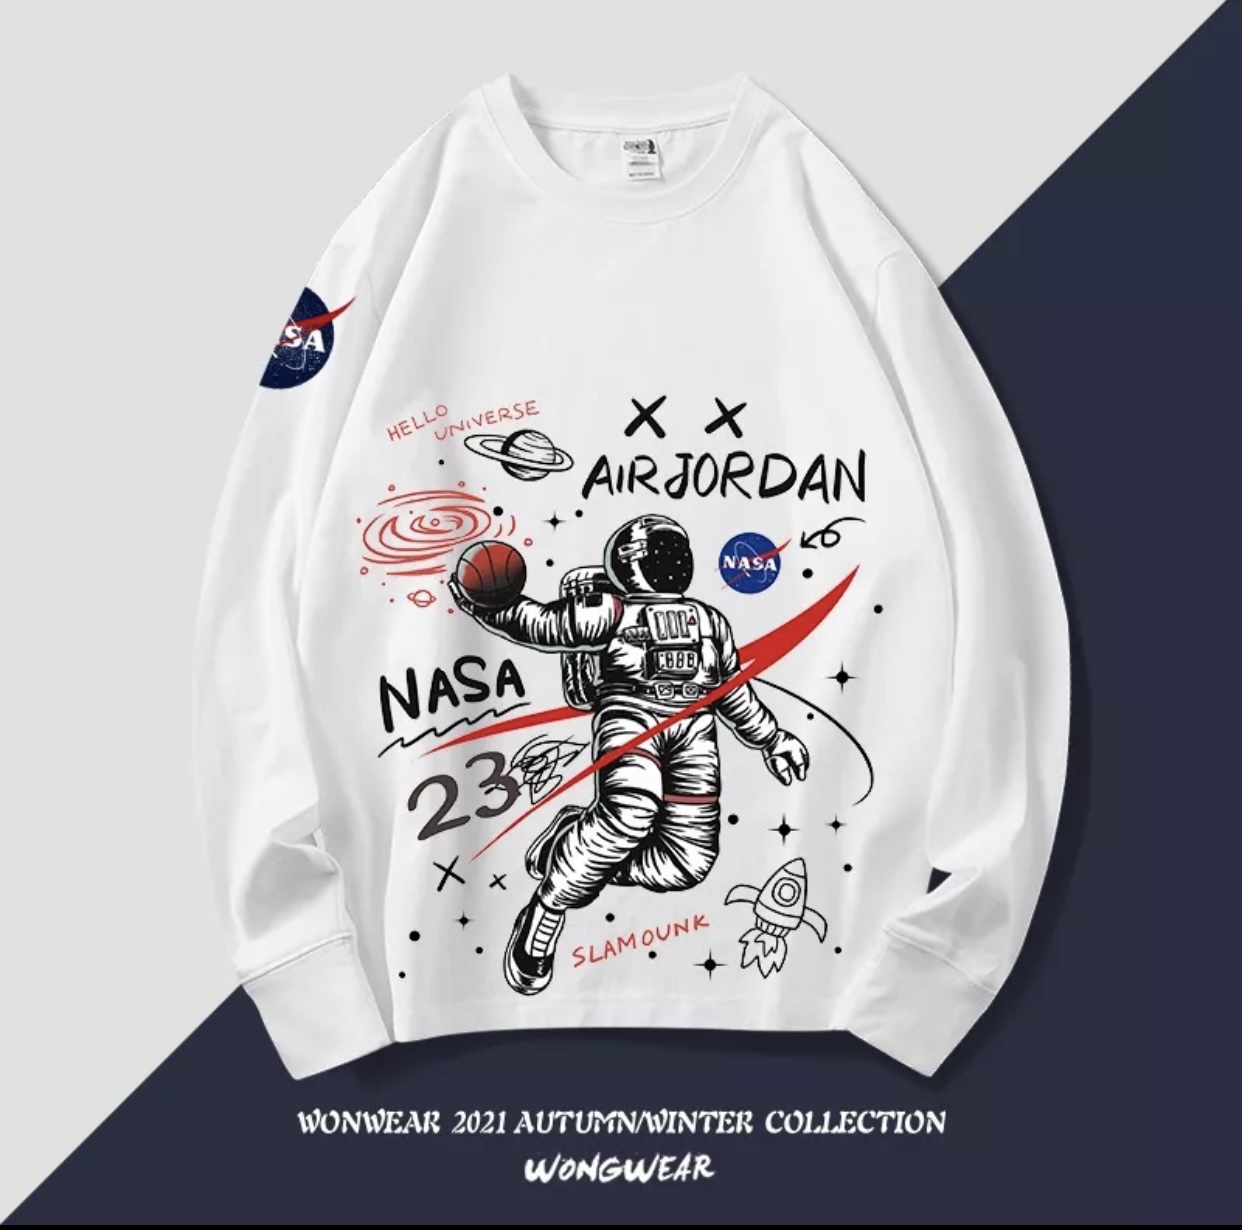 NASA
HELLO
UNIVERSE
X X
AIRJORDAN
NASA
NASA
23
X X
SLAMOUNK
WONWEAR 2021 AUTUMN/WINTER COLLECTION
WONGWEAR